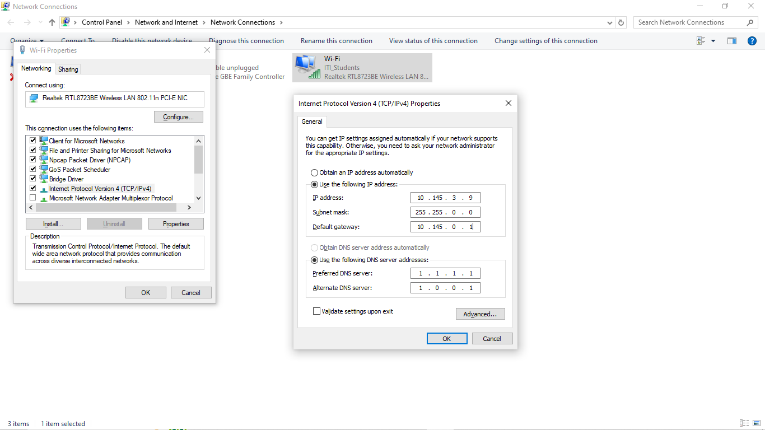 Network Connections
Control Panel > Network and Internet > Network Connections >
Search Network Connections
Organize
Connect To
Disable this network device
Diagnose this connection
Rename this connection
View status of this connection
Change settings of this connection
Wi-Fi Properties
Networking
Sharing
Connect using:
Realtek RTL8723BE Wireless LAN 802.11n PCI-E NIC
Configure...
This connection uses the following items:
Client for Microsoft Networks
File and Printer Sharing for Microsoft Networks
Npcap Packet Driver (NPCAP)
QoS Packet Scheduler
Bridge Driver
Internet Protocol Version 4 (TCP/IPv4)
Microsoft Network Adapter Multiplexor Protocol
Install...
Uninstall
Properties
Description
Transmission Control Protocol/Internet Protocol. The default
wide area network protocol that provides communication
across diverse interconnected networks.
OK
Cancel
ble unplugged
e GBE Family Controller
Wi-Fi
ITI_Students
Realtek RTL8723BE Wireless LAN 8...
Internet Protocol Version 4 (TCP/IPv4) Properties
General
You can get IP settings assigned automatically if your network supports
this capability. Otherwise, you need to ask your network administrator
for the appropriate IP settings.
Obtain an IP address automatically
Use the following IP address:
IP address: 10 . 145 . 3 . 9
Subnet mask: 255 . 255 . 0 . 0
Default gateway: 10 . 145 . 0 . 1
Obtain DNS server address automatically
Use the following DNS server addresses:
Preferred DNS server: 1 . 1 . 1 . 1
Alternate DNS server: 1 . 0 . 0 . 1
Validate settings upon exit
Advanced...
OK
Cancel
3 items
1 item selected